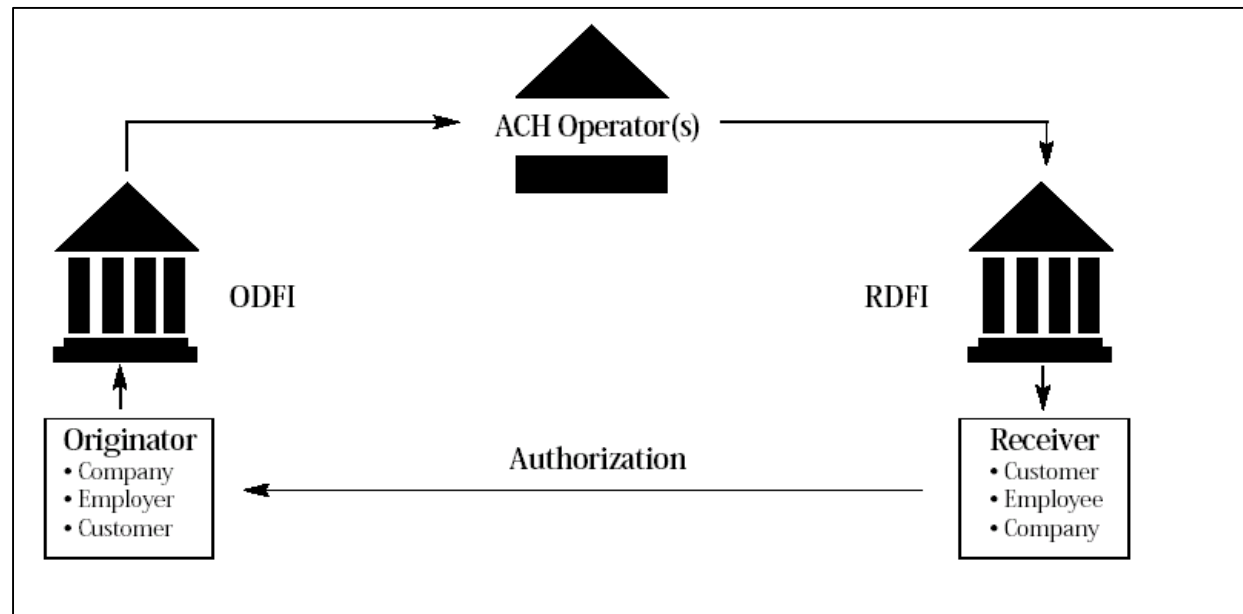 ACH Operator(s)
ODFI
RDFI
Originator
• Company
• Employer
• Customer
Authorization
Receiver
• Customer
• Employee
• Company